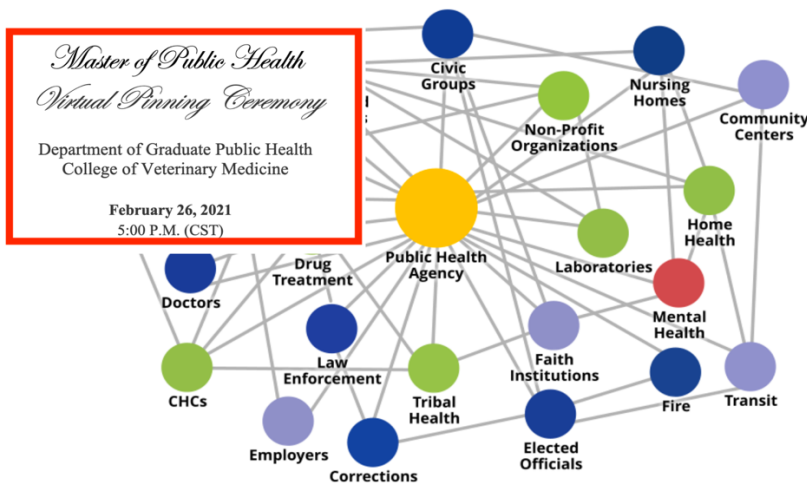 Master of Public Health
Virtual Pinning Ceremony
Department of Graduate Public Health
College of Veterinary Medicine
February 26, 2021
5:00 P.M. (CST)
Civic
Groups
Nursing
Homes
Community
Centers
Non-Profit
Organizations
Home
Health
Public Health
Agency
Laboratories
Drug
Treatment
Doctors
Mental
Health
Law
Enforcement
Faith
Institutions
CHCs
Tribal
Health
Fire
Transit
Employers
Corrections
Elected
Officials